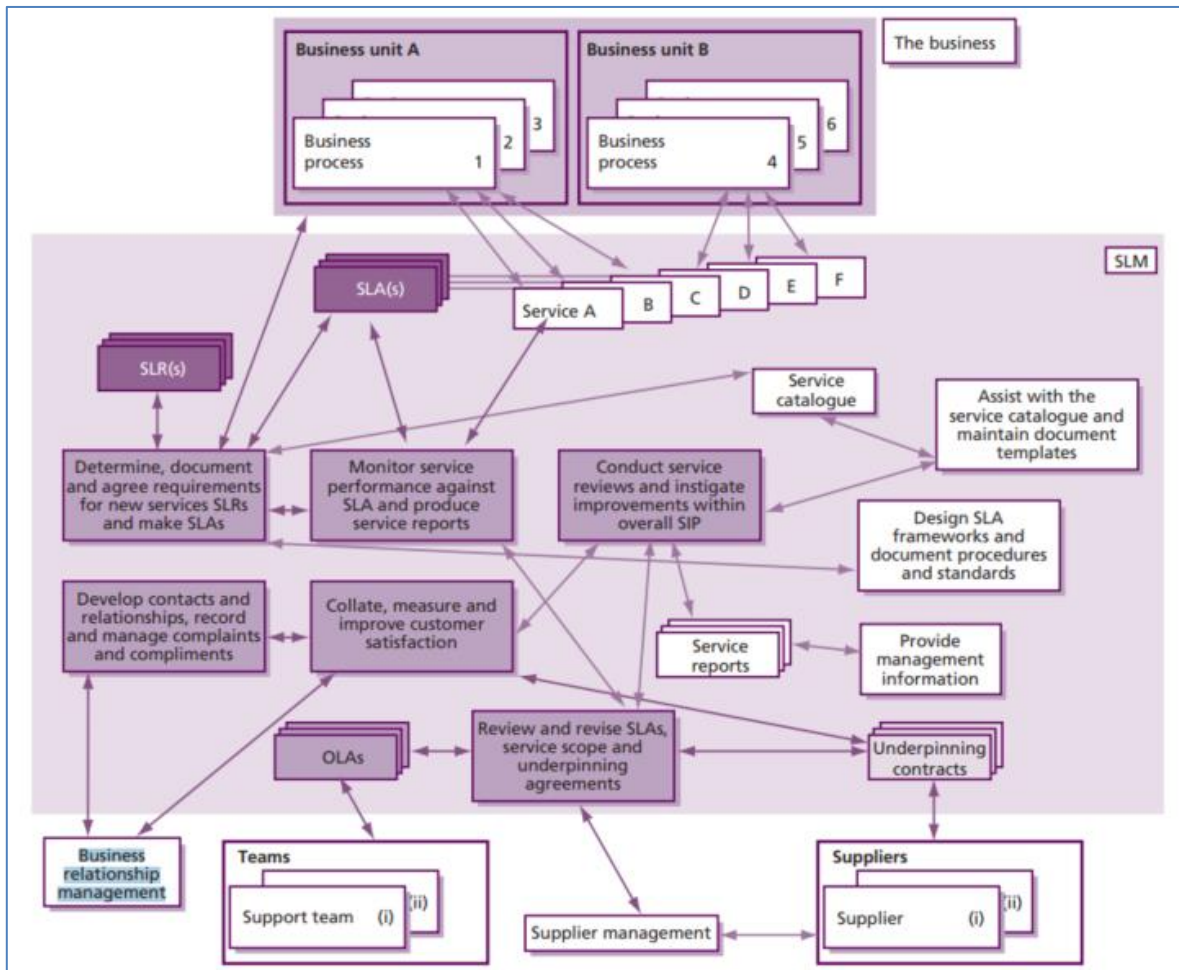 Business unit A
Business unit B
The business
3
2
Business
process 1
6
5
Business
process 4
SLM
SLA(s)
F
E
D
C
B
Service A
SLR(s)
Service
catalogue
Assist with the
service catalogue and
maintain document
templates
Determine, document
and agree requirements
for new services SLRs
and make SLAs
Monitor service
performance against
SLA and produce
service reports
Conduct service
reviews and instigate
improvements within
overall SIP
Design SLA
frameworks and
document procedures
and standards
Develop contacts and
relationships, record
and manage complaints
and compliments
Collate, measure and
improve customer
satisfaction
Service
reports
Provide
management
information
OLAs
Review and revise SLAs,
service scope and
underpinning
agreements
Underpinning
contracts
Business
relationship
management
Teams
(ii)
Support team (i)
Supplier management
Suppliers
(ii)
Supplier (i)